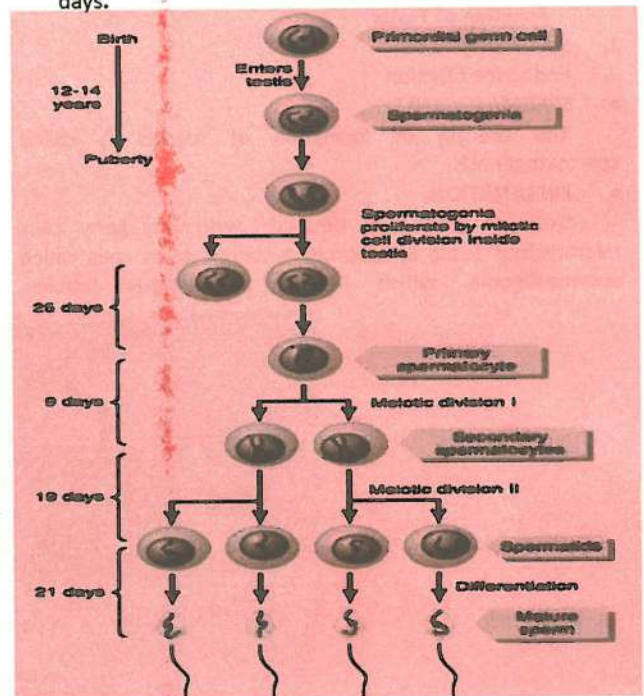 days.
Birth
Primordial germ cell
Enters
testis
12-14
years
Spermatogonia
Puberty
Spermatogonia
proliferate by mitotic
cell division inside
testis
25 days
Primary
spermatocyte
9 days
Meiotic division I
Secondary
spermatocytes
19 days
Meiotic division II
Spermatids
21 days
Differentiation
Mature
sperm